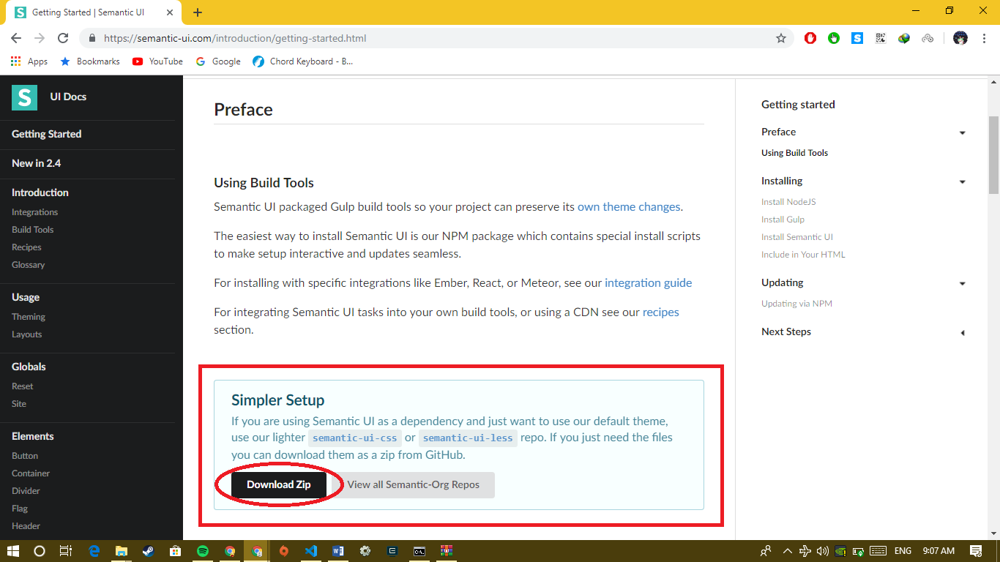 Getting Started | Semantic UI
https://semantic-ui.com/introduction/getting-started.html
Apps
Bookmarks
YouTube
Google
Chord Keyboard - B...
S
UI Docs
Getting Started
New in 2.4
Introduction
Integrations
Build Tools
Recipes
Glossary
Usage
Theming
Layouts
Globals
Reset
Site
Elements
Button
Container
Divider
Flag
Header
Preface
Using Build Tools
Semantic UI packaged Gulp build tools so your project can preserve its own theme changes.
The easiest way to install Semantic UI is our NPM package which contains special install scripts
to make setup interactive and updates seamless.
For installing with specific integrations like Ember, React, or Meteor, see our integration guide
For integrating Semantic UI tasks into your own build tools, or using a CDN see our recipes
section.
Simpler Setup
If you are using Semantic UI as a dependency and just want to use our default theme,
use our lighter semantic-ui-css or semantic-ui-less repo. If you just need the files
you can download them as a zip from GitHub.
Download Zip
View all Semantic-Org Repos
Getting started
Preface
Using Build Tools
Installing
Install NodeJS
Install Gulp
Install Semantic UI
Include in Your HTML
Updating
Updating via NPM
Next Steps
ENG
9:07 AM